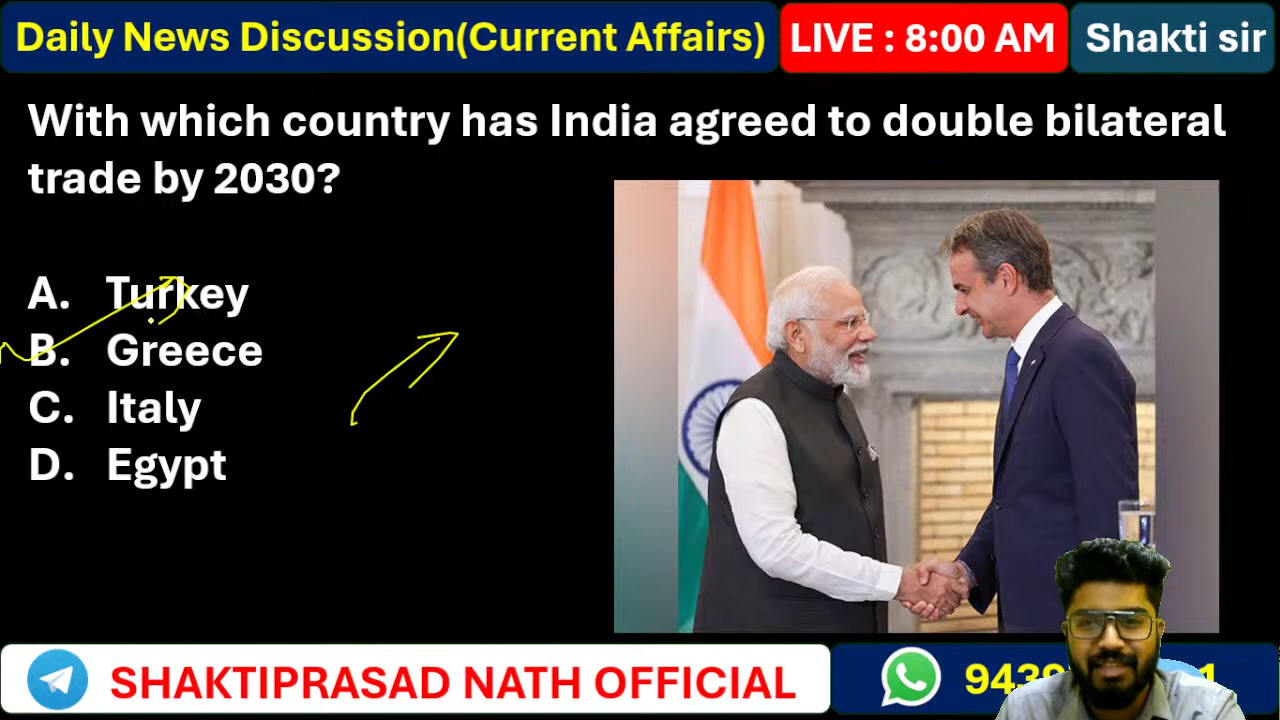 Daily News Discussion(Current Affairs)
LIVE : 8:00 AM
Shakti sir
With which country has India agreed to double bilateral
trade by 2030?
A. Turkey
B. Greece
C. Italy
D. Egypt
SHAKTIPRASAD NATH OFFICIAL